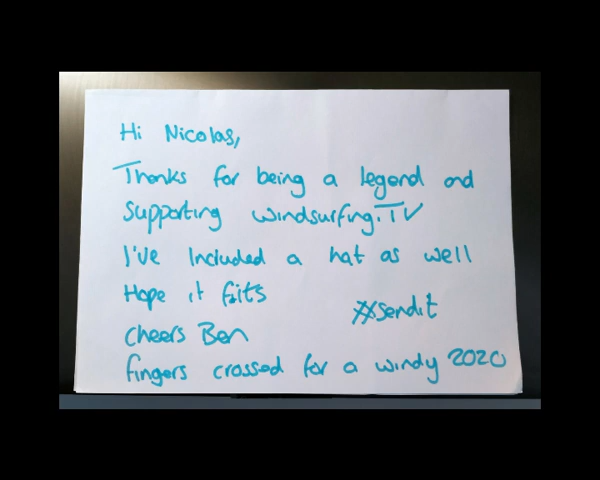 Hi Nicolas,
Thanks for being a legend and
supporting windsurfing.TV
I've Included a hat as well
Hope it fits
#sendit
cheers Ben
fingers crossed for a windy 2020